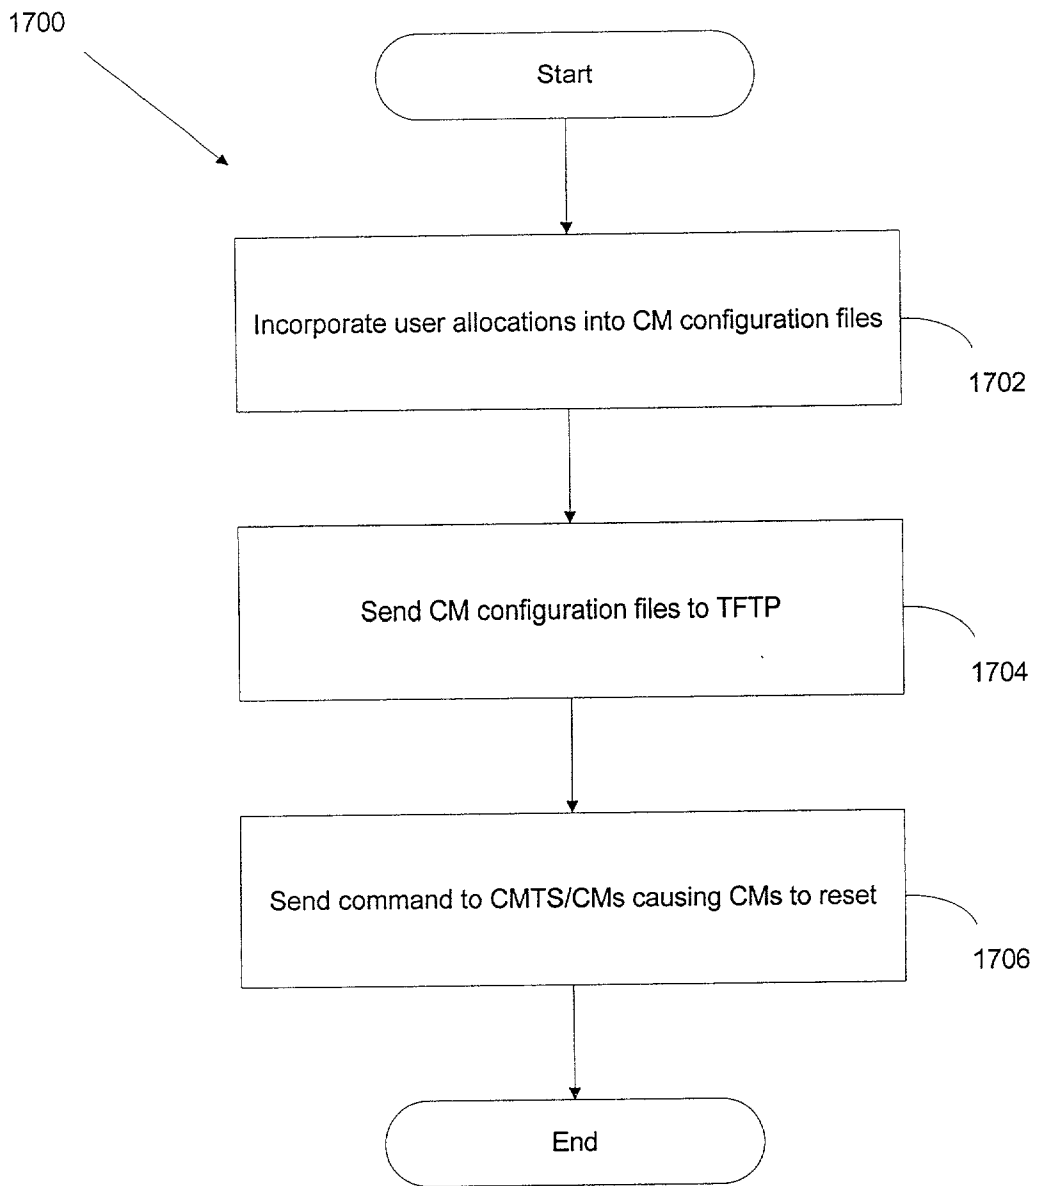 1700
Start
Incorporate user allocations into CM configuration files
1702
Send CM configuration files to TFTP
1704
Send command to CMTS/CMs causing CMs to reset
1706
End